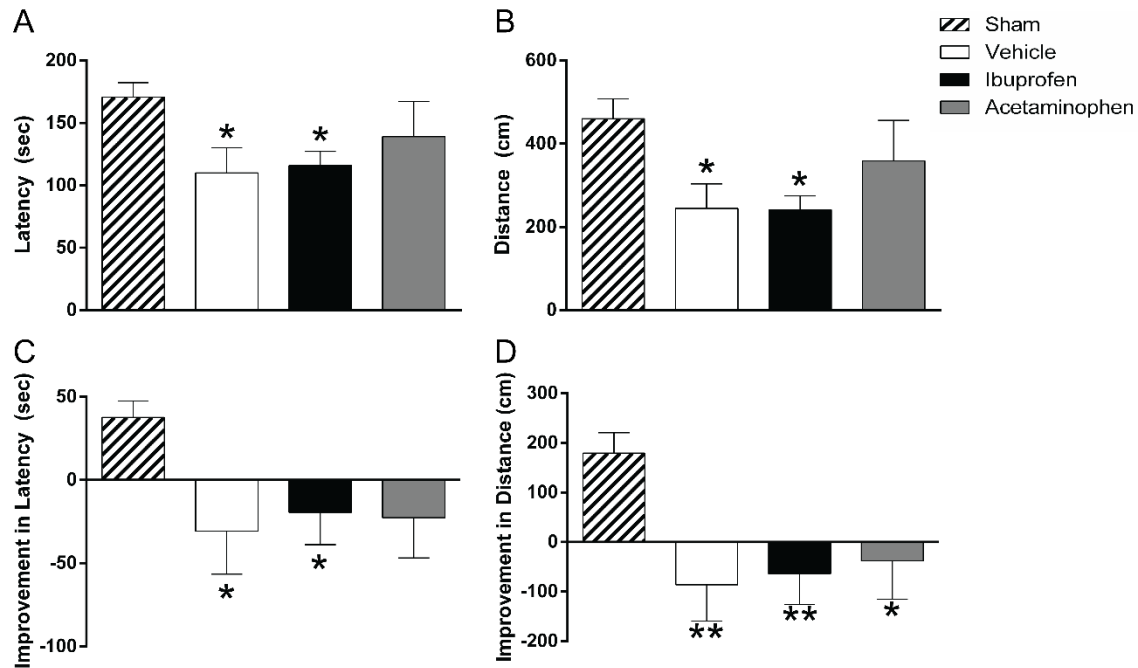 A
Latency (sec)
200
150
100
50
0
*
*
B
Distance (cm)
600
400
200
0
*
*
Sham
Vehicle
Ibuprofen
Acetaminophen
C
Improvement in Latency (sec)
50
0
-50
-100
*
*
D
Improvement in Distance (cm)
300
200
100
0
-100
-200
**
**
*